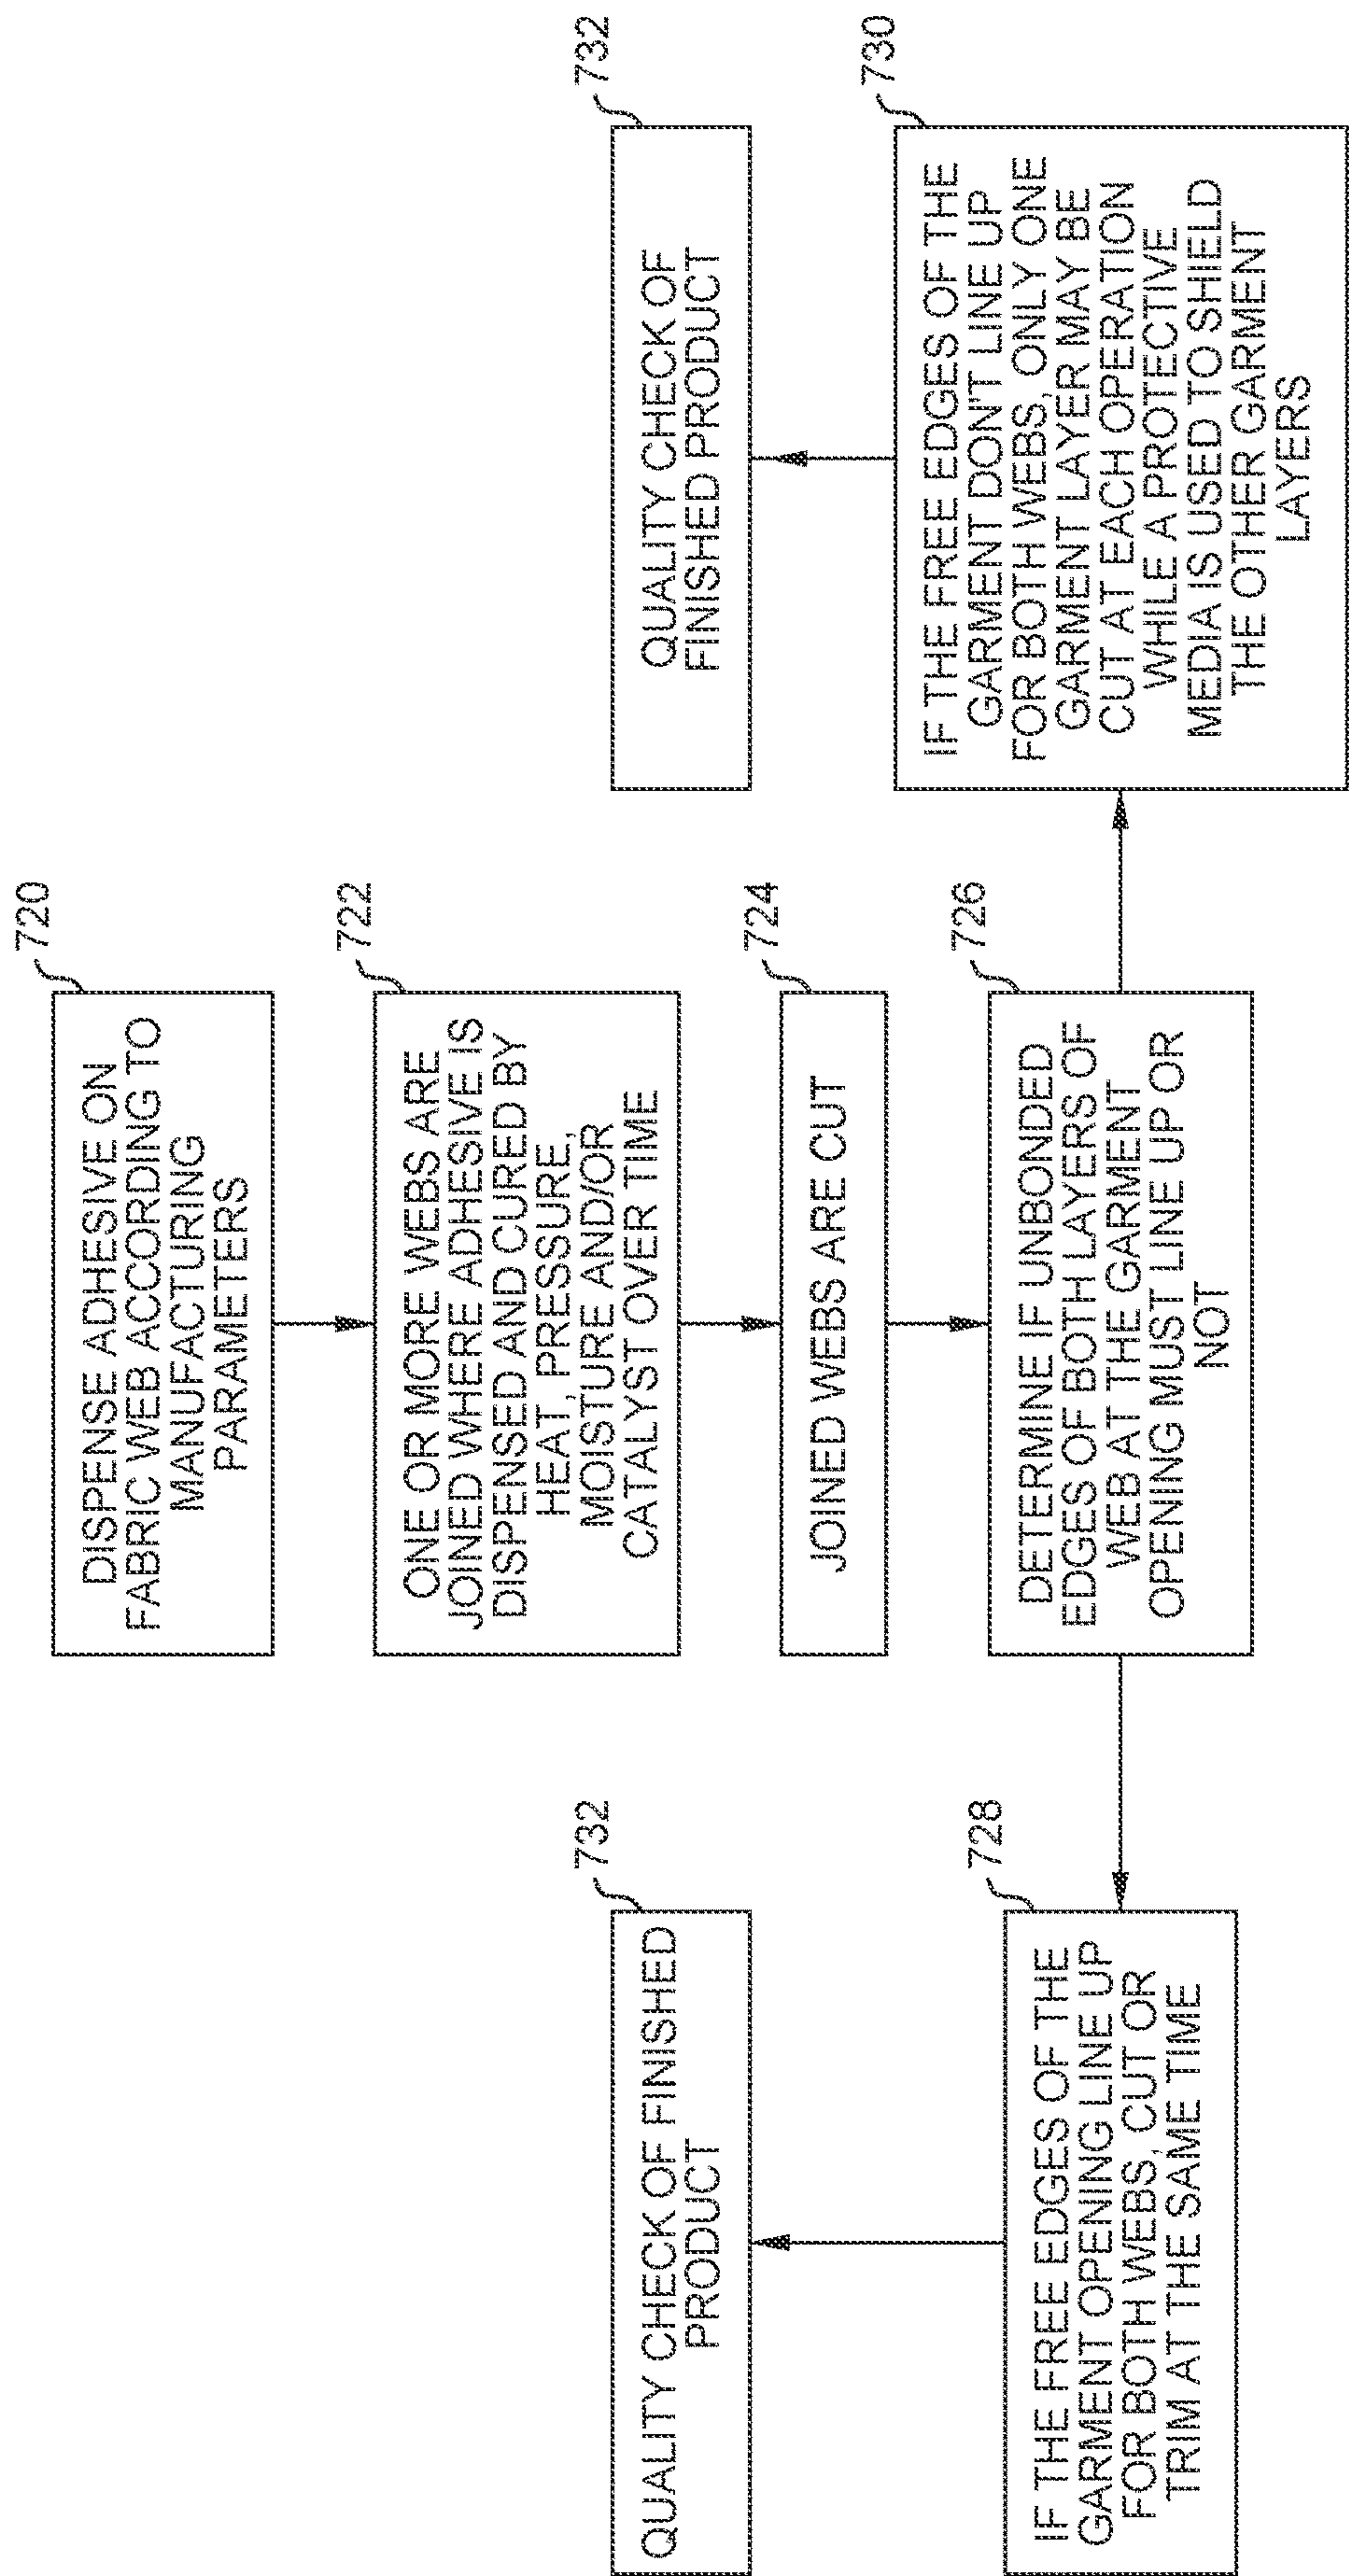 720
DISPENSE ADHESIVE ON
FABRIC WEB ACCORDING TO
MANUFACTURING
PARAMETERS
722
ONE OR MORE WEBS ARE
JOINED WHERE ADHESIVE IS
DISPENSED AND CURED BY
HEAT, PRESSURE,
MOISTURE AND/OR
CATALYST OVER TIME
724
JOINED WEBS ARE CUT
726
DETERMINE IF UNBONDED
EDGES OF BOTH LAYERS OF
WEB AT THE GARMENT
OPENING MUST LINE UP OR
NOT
728
IF THE FREE EDGES OF THE
GARMENT OPENING LINE UP
FOR BOTH WEBS, CUT OR
TRIM AT THE SAME TIME
732
QUALITY CHECK OF FINISHED
PRODUCT
730
IF THE FREE EDGES OF THE
GARMENT DON'T LINE UP
FOR BOTH WEBS, ONLY ONE
GARMENT LAYER MAY BE
CUT AT EACH OPERATION
WHILE A PROTECTIVE
MEDIA IS USED TO SHIELD
THE OTHER GARMENT
LAYERS
732
QUALITY CHECK OF
FINISHED PRODUCT